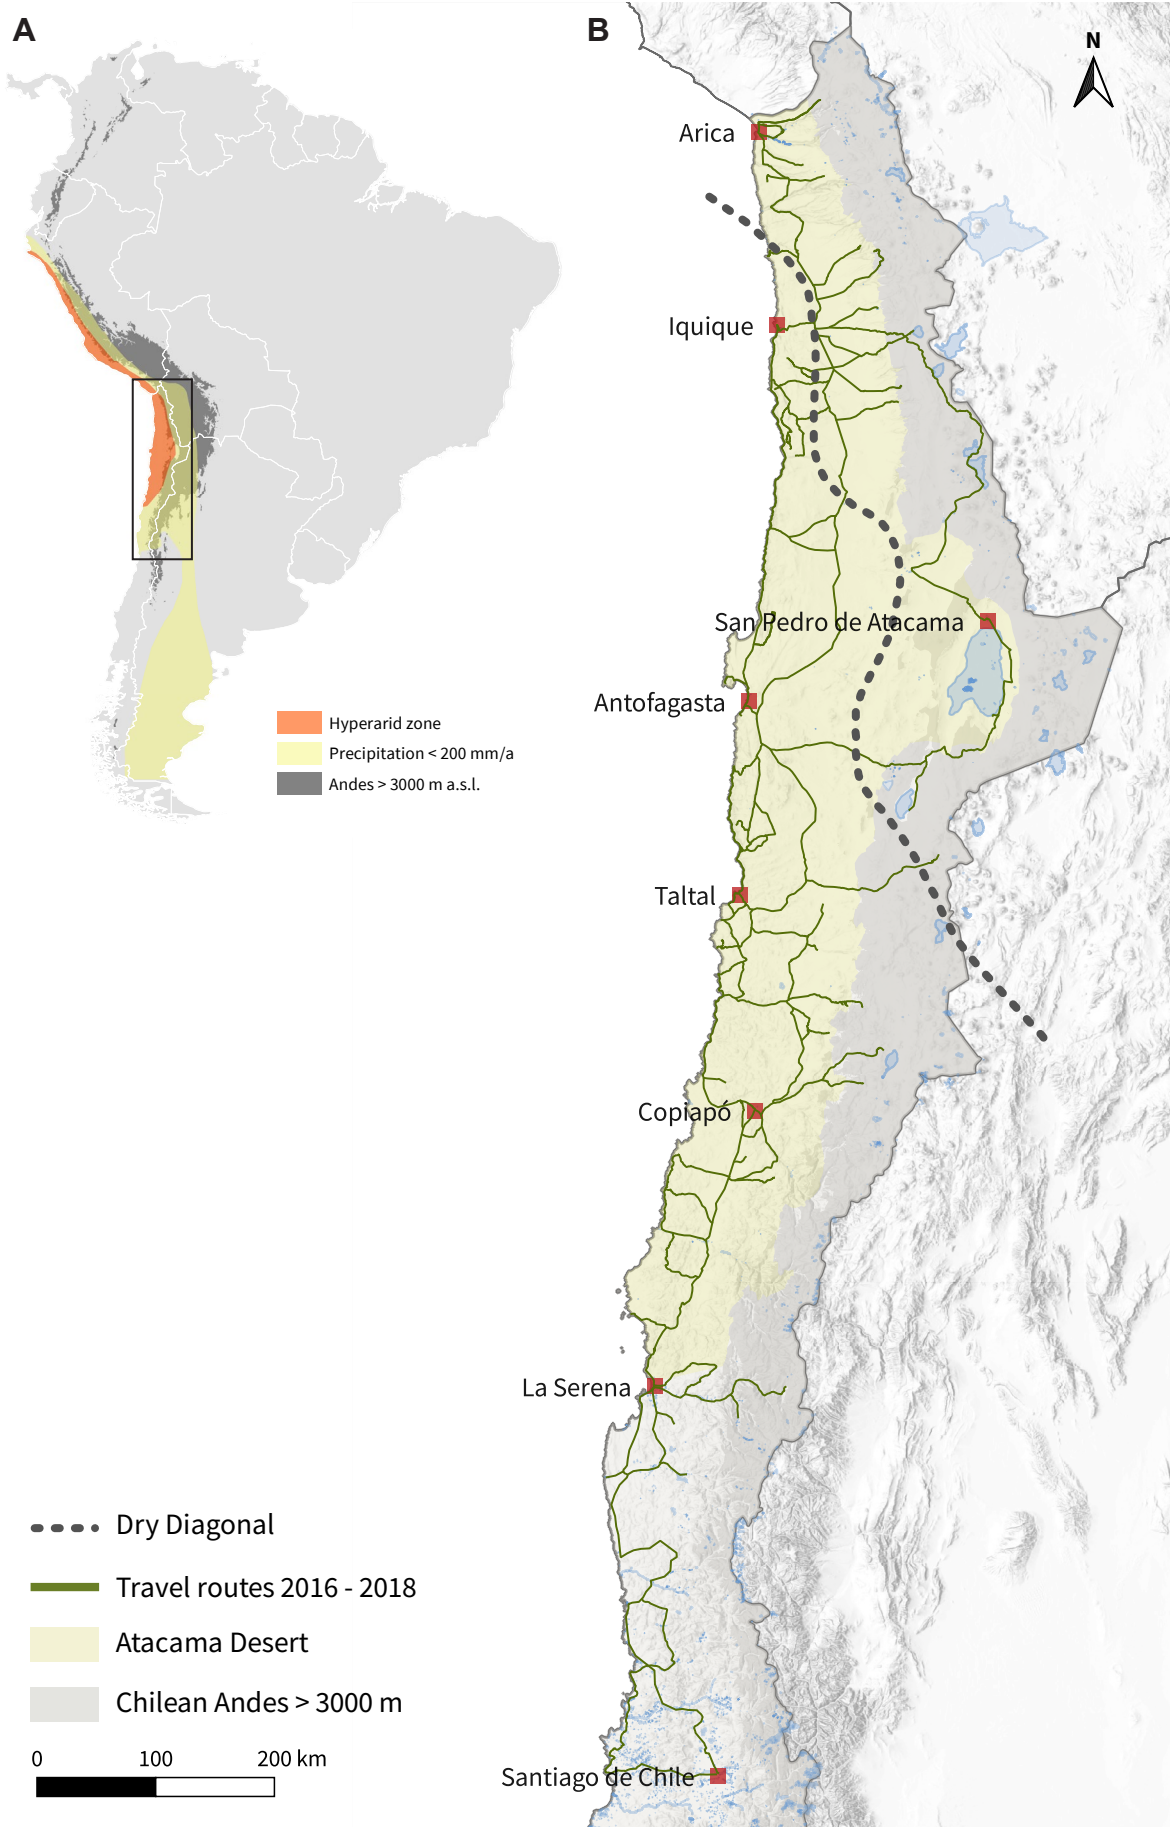 A
B
N
Arica
Iquique
San Pedro de Atacama
Antofagasta
Hyperarid zone
Precipitation < 200 mm/a
Andes > 3000 m a.s.l.
Taltal
Copiapó
La Serena
Dry Diagonal
Travel routes 2016 - 2018
Atacama Desert
Chilean Andes > 3000 m
0 100 200 km
Santiago de Chile